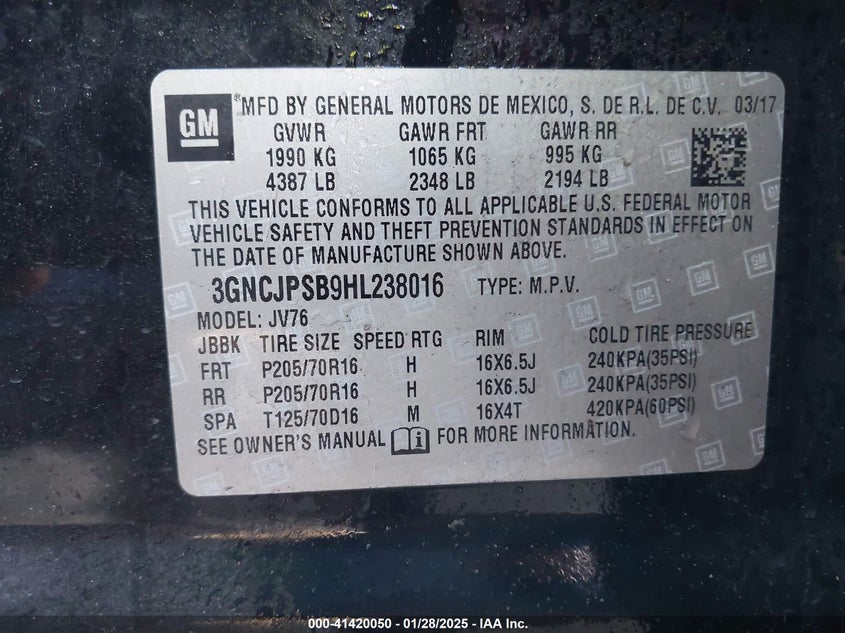 GM
®MFD BY GENERAL MOTORS DE MEXICO, S. DE R.L. DE C.V. 03/17
GVWR GAWR FRT GAWR RR
1990 KG 1065 KG 995 KG
4387 LB 2348 LB 2194 LB
THIS VEHICLE CONFORMS TO ALL APPLICABLE U.S. FEDERAL MOTOR
VEHICLE SAFETY AND THEFT PREVENTION STANDARDS IN EFFECT ON
THE DATE OF MANUFACTURE SHOWN ABOVE.
3GNCJPSB9HL238016 TYPE: M.P.V.
MODEL: JV76
JBBK TIRE SIZE SPEED RTG RIM COLD TIRE PRESSURE
FRT P205/70R16 H 16X6.5J 240KPA(35PSI)
RR P205/70R16 H 16X6.5J 240KPA(35PSI)
SPA T125/70D16 M 16X4T 420KPA(60PSI)
SEE OWNER'S MANUAL FOR MORE INFORMATION.
000-41420050 - 01/28/2025 - IAA Inc.